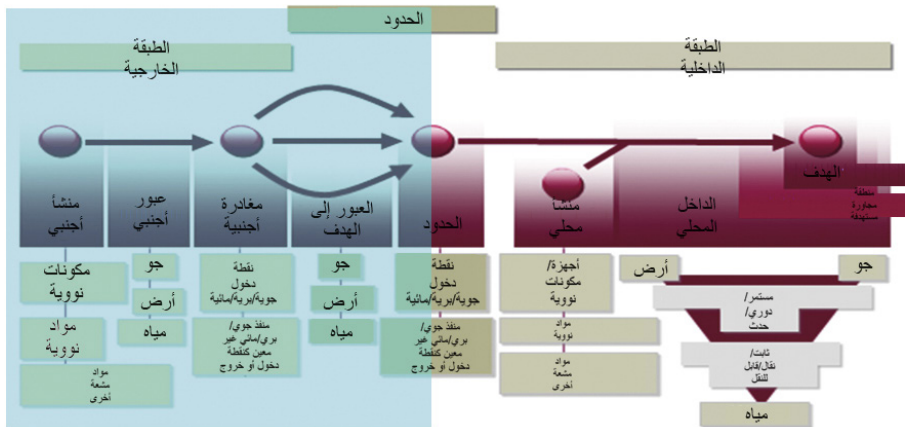 الحدود
الطبقة
الخارجية
الطبقة
الداخلية
منشأ
أجنبي
عبور
أجنبي
مغادرة
أجنبية
العبور إلى
الهدف
الحدود
منشأ
محلي
الداخل
المحلي
الهدف
منطقة
مجاورة
مستهدفة
مكونات
نووية
مواد
نووية
مواد
مشعة
أخرى
جو
أرض
مياه
نقطة
دخول
جوية/برية/مائية
منفذ جوي/
بري/مائي غير
معين كنقطة
دخول أو خروج
جو
أرض
مياه
نقطة
دخول
جوية/برية/مائية
منفذ جوي/
بري/مائي غير
معين كنقطة
دخول أو خروج
أجهزة/
مكونات
نووية
مواد
نووية
مواد
مشعة
أخرى
أرض
جو
مستمر/
دوري/
حدث
ثابت/
نقال/قابل
للنقل
مياه